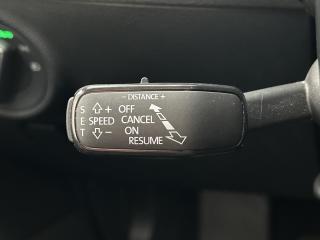 - DISTANCE +
S + OFF
E SPEED CANCEL
T - ON
RESUME